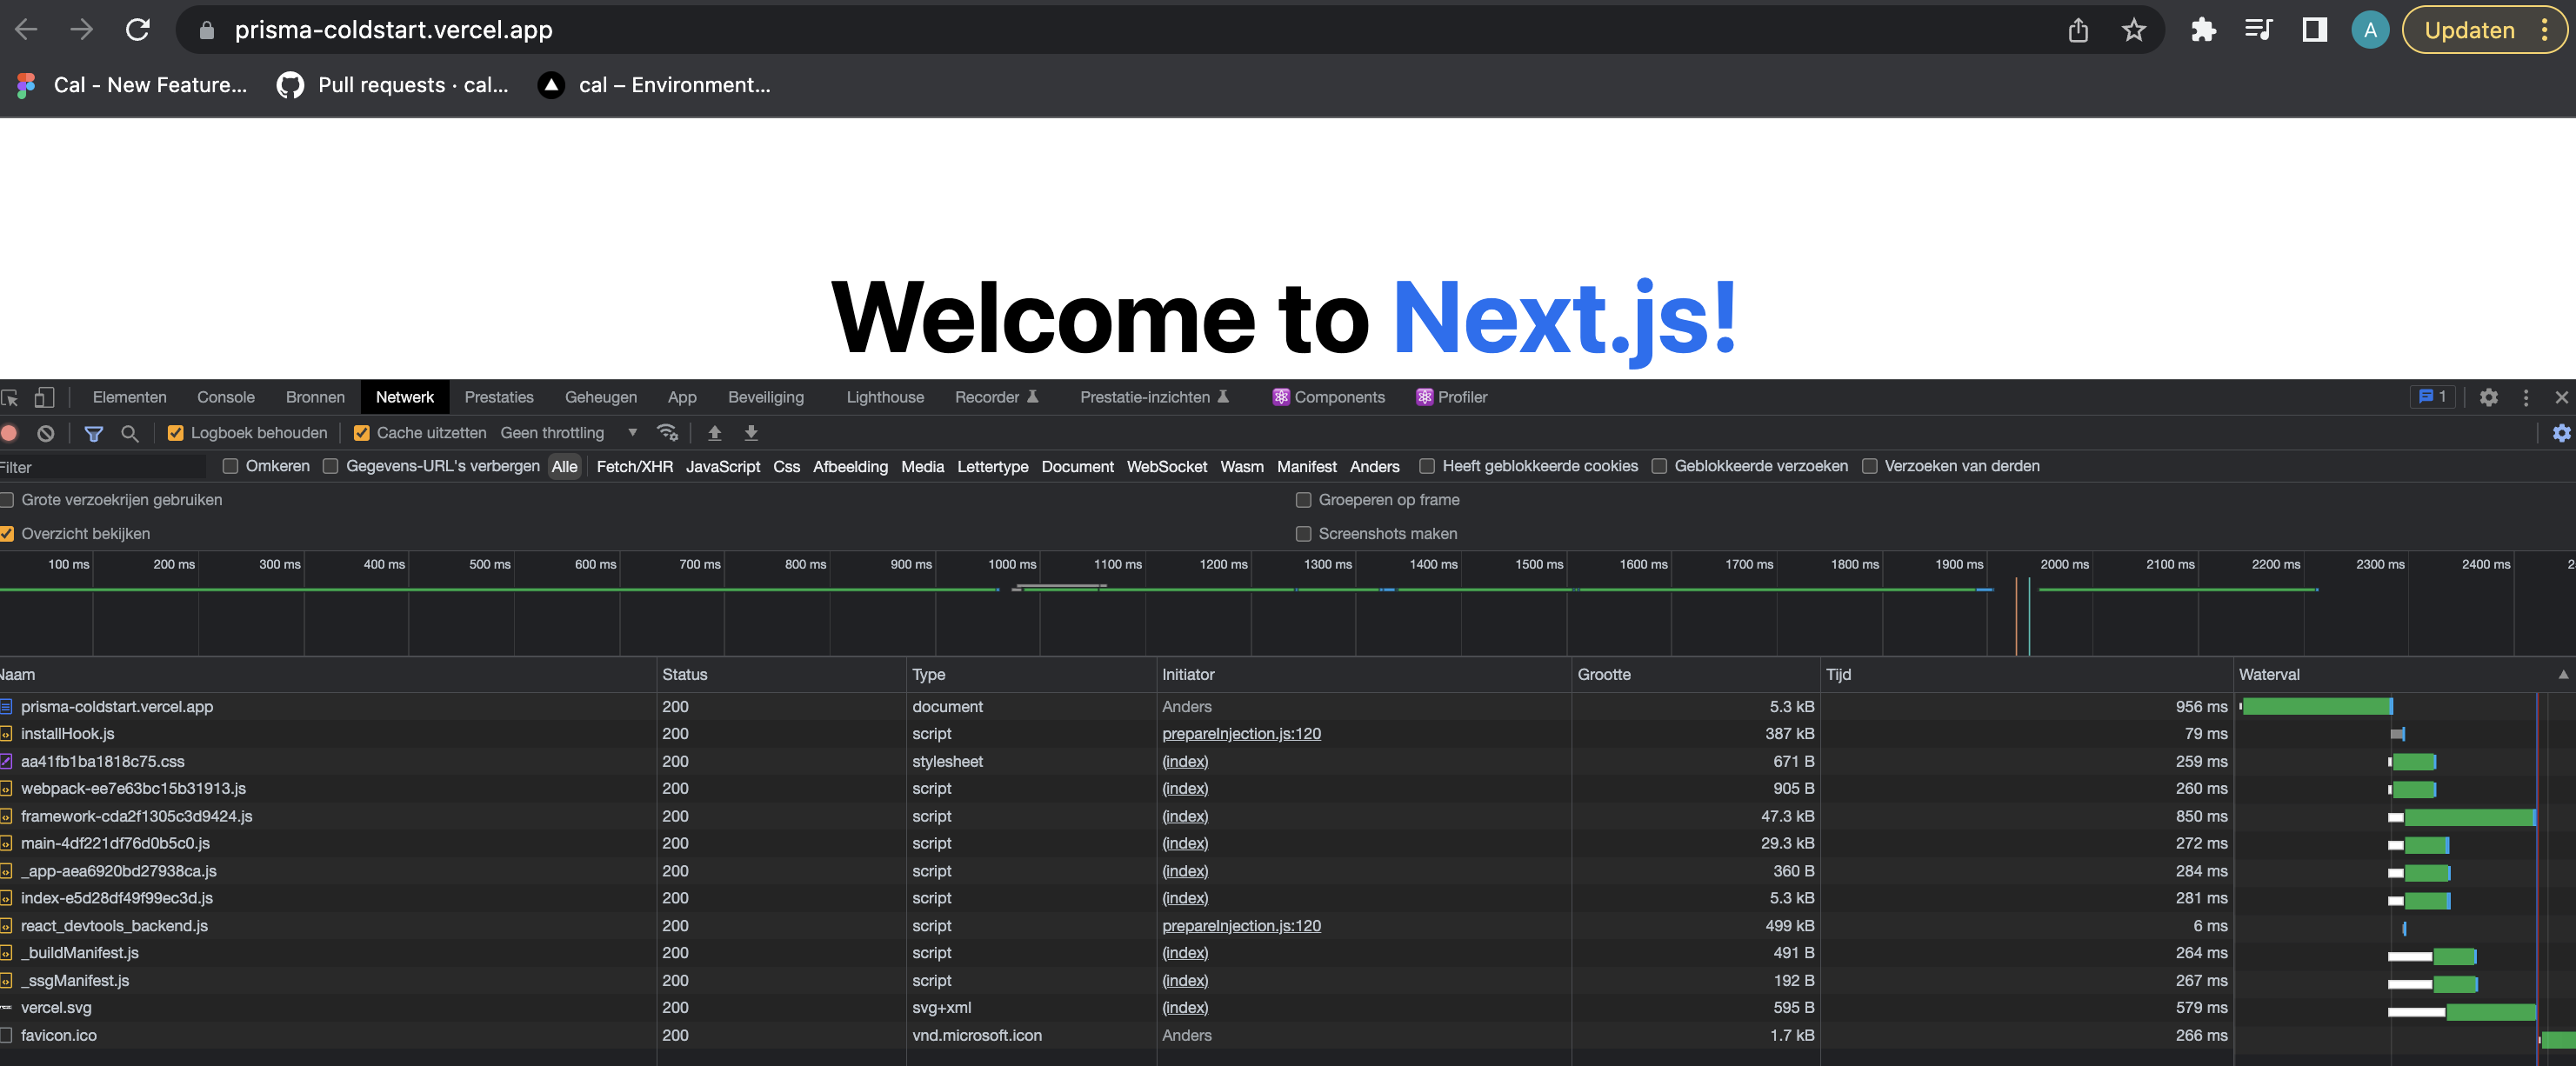 prisma-coldstart.vercel.app
A
Updaten
Cal - New Feature... Pull requests · cal... cal – Environment...
Welcome to Next.js!
Elementen Console Bronnen Netwerk Prestaties Geheugen App Beveiliging Lighthouse Recorder Prestatie-inzichten Components Profiler 1
Logboek behouden Cache uitzetten Geen throttling
Filter Omkeren Gegevens-URL's verbergen Alle Fetch/XHR JavaScript Css Afbeelding Media Lettertype Document WebSocket Wasm Manifest Anders Heeft geblokkeerde cookies Geblokkeerde verzoeken Verzoeken van derden
Grote verzoekrijen gebruiken Groeperen op frame
Overzicht bekijken Screenshots maken
100 ms 200 ms 300 ms 400 ms 500 ms 600 ms 700 ms 800 ms 900 ms 1000 ms 1100 ms 1200 ms 1300 ms 1400 ms 1500 ms 1600 ms 1700 ms 1800 ms 1900 ms 2000 ms 2100 ms 2200 ms 2300 ms 2400 ms
Naam Status Type Initiator Grootte Tijd Waterval
prisma-coldstart.vercel.app 200 document Anders 5.3 kB 956 ms
installHook.js 200 script prepareInjection.js:120 387 kB 79 ms
aa41fb1ba1818c75.css 200 stylesheet (index) 671 B 259 ms
webpack-ee7e63bc15b31913.js 200 script (index) 905 B 260 ms
framework-cda2f1305c3d9424.js 200 script (index) 47.3 kB 850 ms
main-4df221df76d0b5c0.js 200 script (index) 29.3 kB 272 ms
_app-aea6920bd27938ca.js 200 script (index) 360 B 284 ms
index-e5d28df49f99ec3d.js 200 script (index) 5.3 kB 281 ms
react_devtools_backend.js 200 script prepareInjection.js:120 499 kB 6 ms
_buildManifest.js 200 script (index) 491 B 264 ms
_ssgManifest.js 200 script (index) 192 B 267 ms
vercel.svg 200 svg+xml (index) 595 B 579 ms
favicon.ico 200 vnd.microsoft.icon Anders 1.7 kB 266 ms